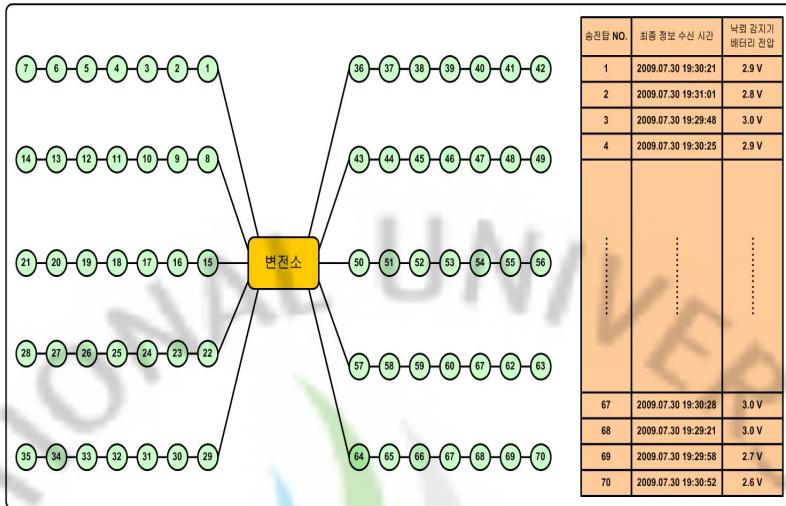 7 6 5 4 3 2 1
36 37 38 39 40 41 42
14 13 12 11 10 9 8
43 44 45 46 47 48 49
21 20 19 18 17 16 15
변전소
50 51 52 53 54 55 56
28 27 26 25 24 23 22
57 58 59 60 67 62 63
35 34 33 32 31 30 29
64 65 66 67 68 69 70
송전탑 NO. 최종 정보 수신 시간 낙뢰 감지기
배터리 전압
1 2009.07.30 19:30:21 2.9 V
2 2009.07.30 19:31:01 2.8 V
3 2009.07.30 19:29:48 3.0 V
4 2009.07.30 19:30:25 2.9 V
67 2009.07.30 19:30:28 3.0 V
68 2009.07.30 19:29:21 3.0 V
69 2009.07.30 19:29:58 2.7 V
70 2009.07.30 19:30:52 2.6 V
IONAL UNIVER